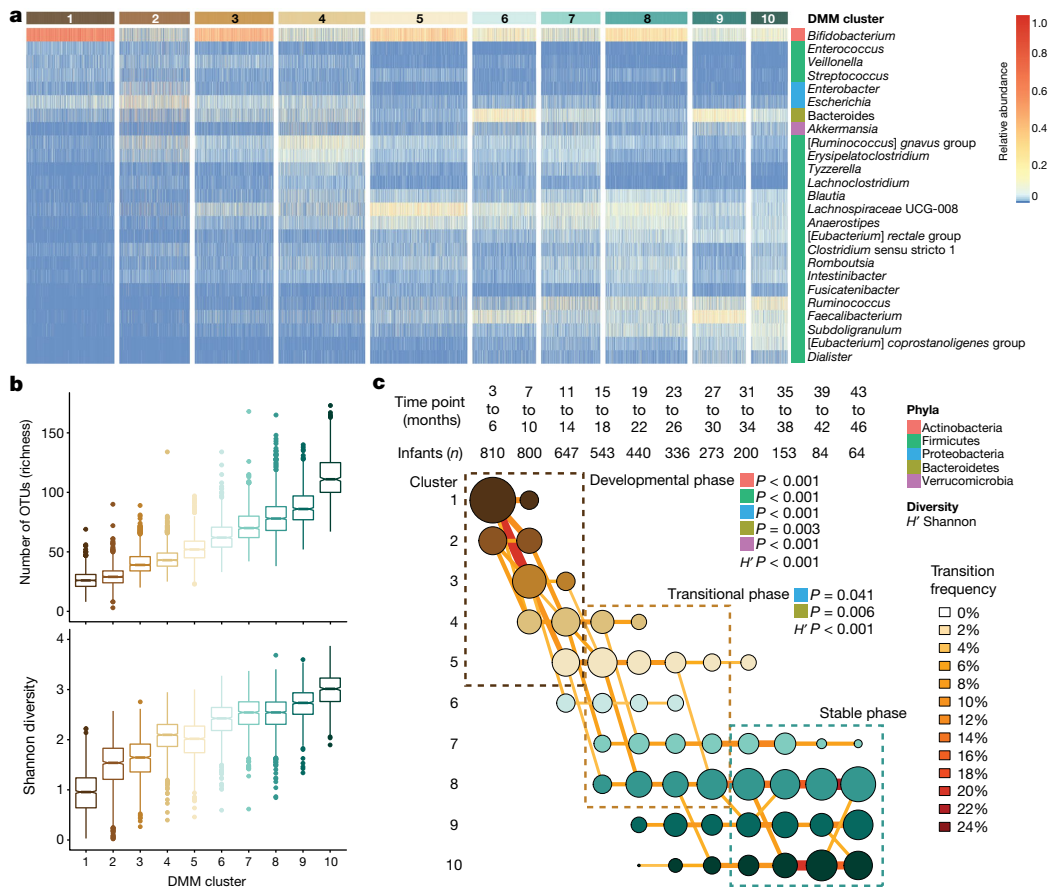 a
1 2 3 4 5 6 7 8 9 10 DMM cluster
Bifidobacterium
Enterococcus
Veillonella
Streptococcus
Enterobacter
Escherichia
Bacteroides
Akkermansia
[Ruminococcus] gnavus group
Erysipelatoclostridium
Tyzzerella
Lachnoclostridium
Blautia
Lachnospiraceae UCG-008
Anaerostipes
[Eubacterium] rectale group
Clostridium sensu stricto 1
Romboutsia
Intestinibacter
Fusicatenibacter
Ruminococcus
Faecalibacterium
Subdoligranulum
[Eubacterium] coprostanoligenes group
Dialister
Relative abundance
1.0
0.8
0.6
0.4
0.2
0
b
Number of OTUs (richness)
150
100
50
0
Shannon diversity
4
3
2
1
0
1 2 3 4 5 6 7 8 9 10
DMM cluster
c
Time point
(months)
3 7 11 15 19 23 27 31 35 39 43
to to to to to to to to to to to
6 10 14 18 22 26 30 34 38 42 46
Infants (n) 810 800 647 543 440 336 273 200 153 84 64
Cluster
1
2
3
4
5
6
7
8
9
10
Developmental phase
P < 0.001
P < 0.001
P < 0.001
P = 0.003
P < 0.001
H′ P < 0.001
Transitional phase
P = 0.041
P = 0.006
H′ P < 0.001
Stable phase
Phyla
Actinobacteria
Firmicutes
Proteobacteria
Bacteroidetes
Verrucomicrobia
Diversity
H′ Shannon
Transition
frequency
0%
2%
4%
6%
8%
10%
12%
14%
16%
18%
20%
22%
24%